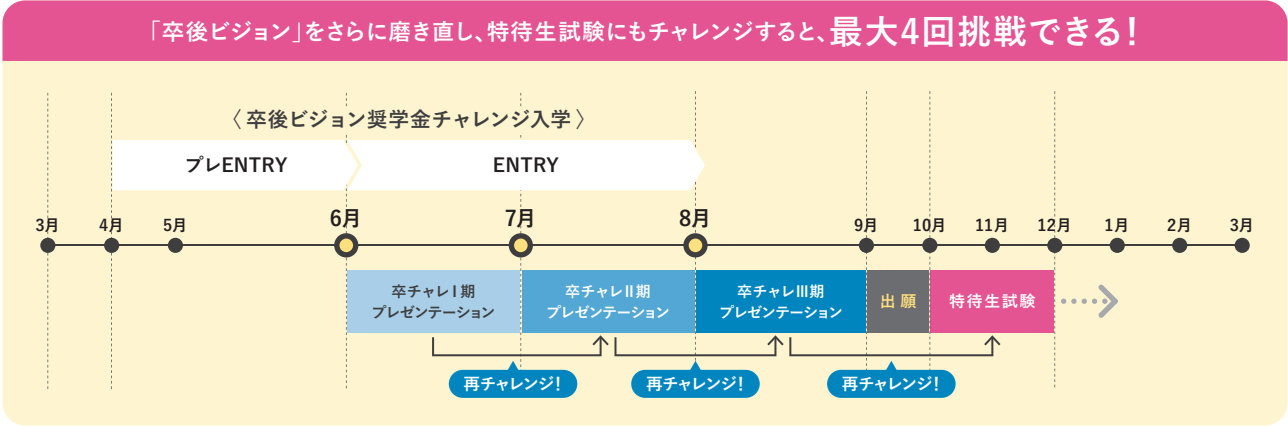 「卒後ビジョン」をさらに磨き直し、特待生試験にもチャレンジすると、最大4回挑戦できる!
〈卒後ビジョン奨学金チャレンジ入学〉
プレENTRY
ENTRY
3月
4月
5月
6月
7月
8月
9月
10月
11月
12月
1月
2月
3月
卒チャレI期
プレゼンテーション
卒チャレII期
プレゼンテーション
卒チャレIII期
プレゼンテーション
出願
特待生試験
再チャレンジ!
再チャレンジ!
再チャレンジ!